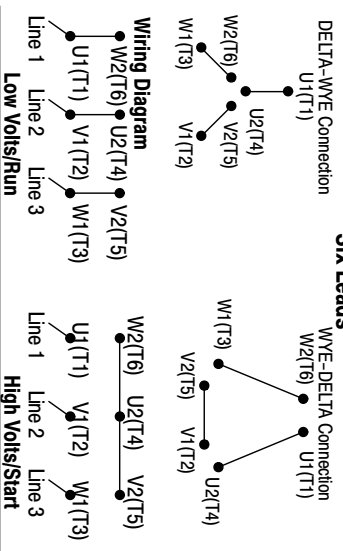 Six Leads
DELTA-WYE Connection
U1(T1)
U2(T4)
W2(T6)
V2(T5)
W1(T3)
V1(T2)
WYE-DELTA Connection
W2(T6) U1(T1)
W1(T3) U2(T4)
V2(T5) V1(T2)
Wiring Diagram
W2(T6) U2(T4) V2(T5)
U1(T1) V1(T2) W1(T3)
Line 1 Line 2 Line 3
Low Volts/Run
W2(T6) U2(T4) V2(T5)
U1(T1) V1(T2) W1(T3)
Line 1 Line 2 Line 3
High Volts/Start